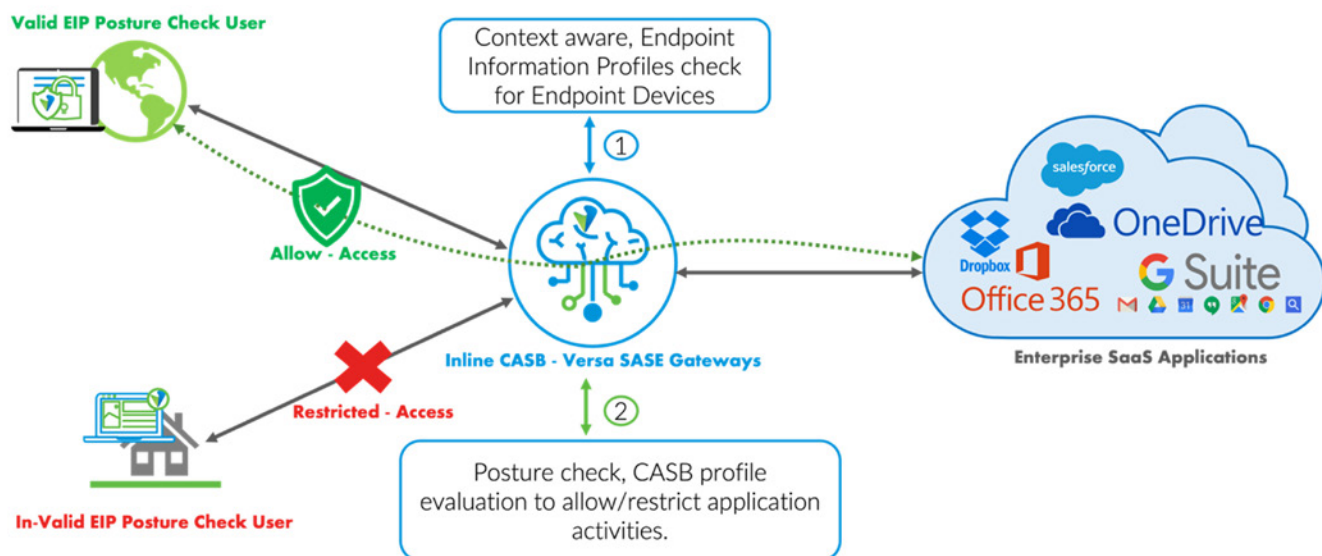 Valid EIP Posture Check User
Context aware, Endpoint
Information Profiles check
for Endpoint Devices
1
Allow - Access
salesforce
OneDrive
Dropbox
Office 365
G Suite
31
Inline CASB - Versa SASE Gateways
Enterprise SaaS Applications
Restricted - Access
2
Posture check, CASB profile
evaluation to allow/restrict application
activities.
In-Valid EIP Posture Check User